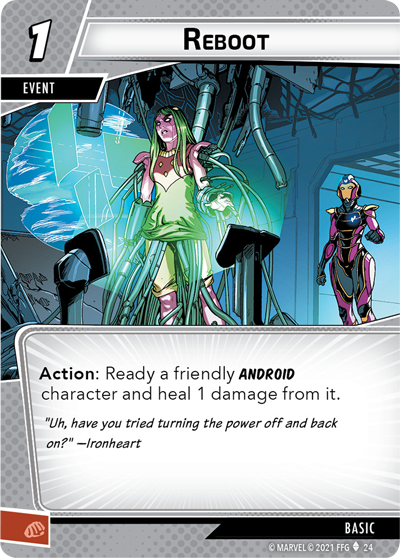 1
REBOOT
EVENT
Action: Ready a friendly ANDROID
character and heal 1 damage from it.
"Uh, have you tried turning the power off and back
on?" —Ironheart
BASIC
© MARVEL © 2021 FFG 24